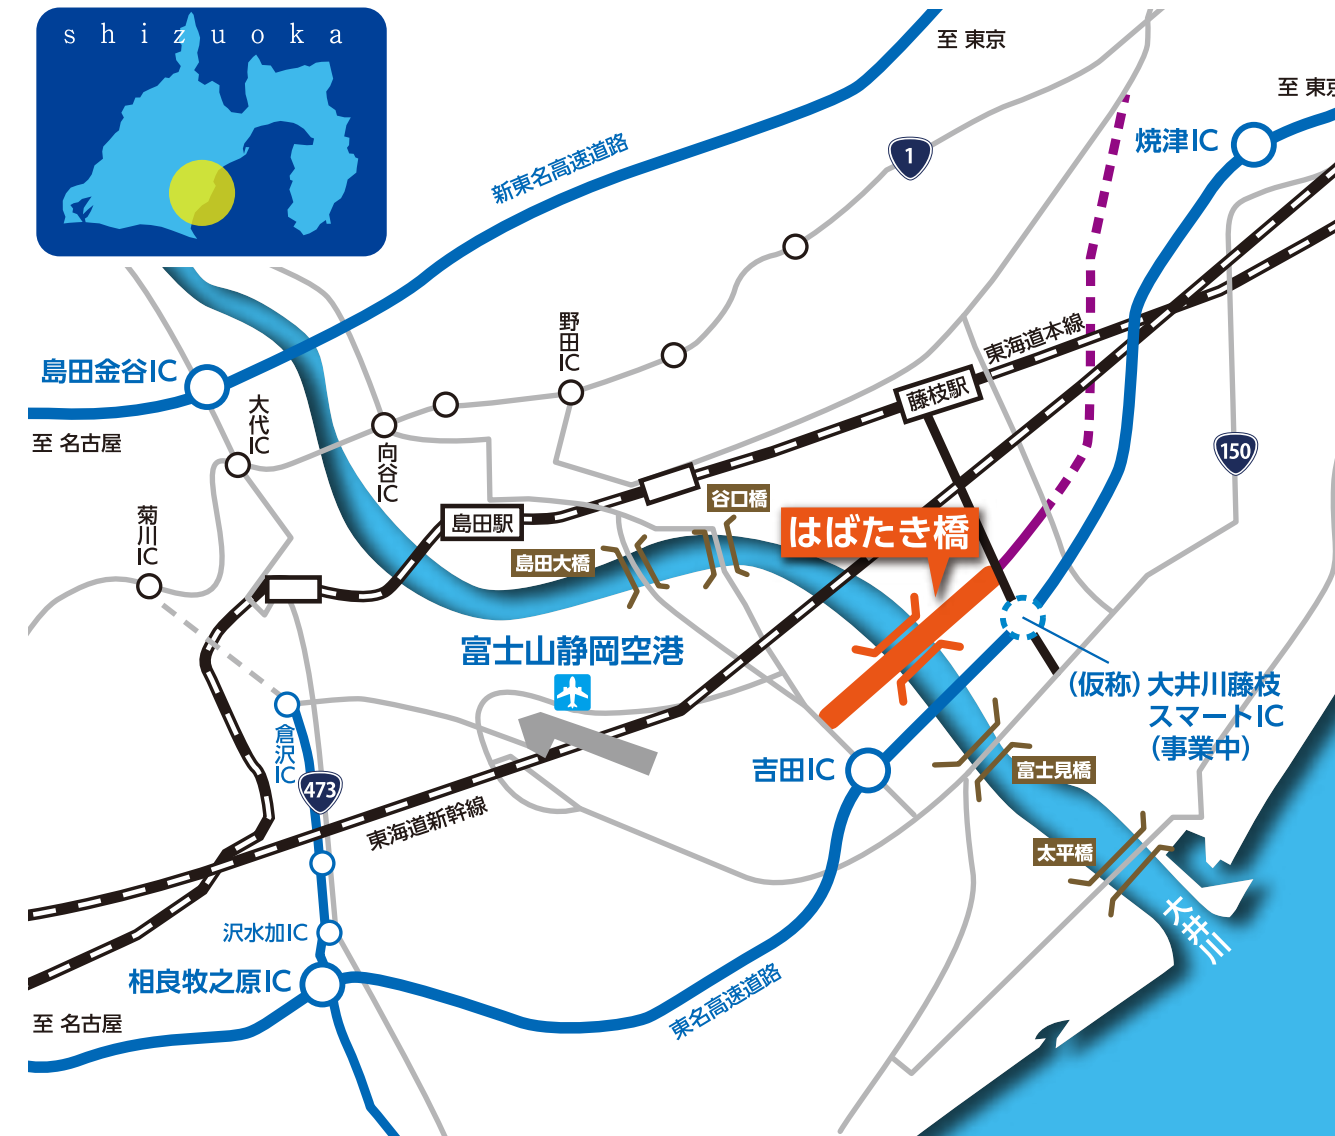 shizuoka
至 東京
至 東京
焼津IC
新東名高速道路
1
野田IC
東海道本線
島田金谷IC
藤枝駅
大代IC
至 名古屋
向谷IC
150
谷口橋
菊川IC
島田駅
はばたき橋
島田大橋
富士山静岡空港
(仮称)大井川藤枝
スマートIC
(事業中)
倉沢IC
吉田IC
富士見橋
473
東海道新幹線
太平橋
大井川
沢水加IC
相良牧之原IC
東名高速道路
至 名古屋